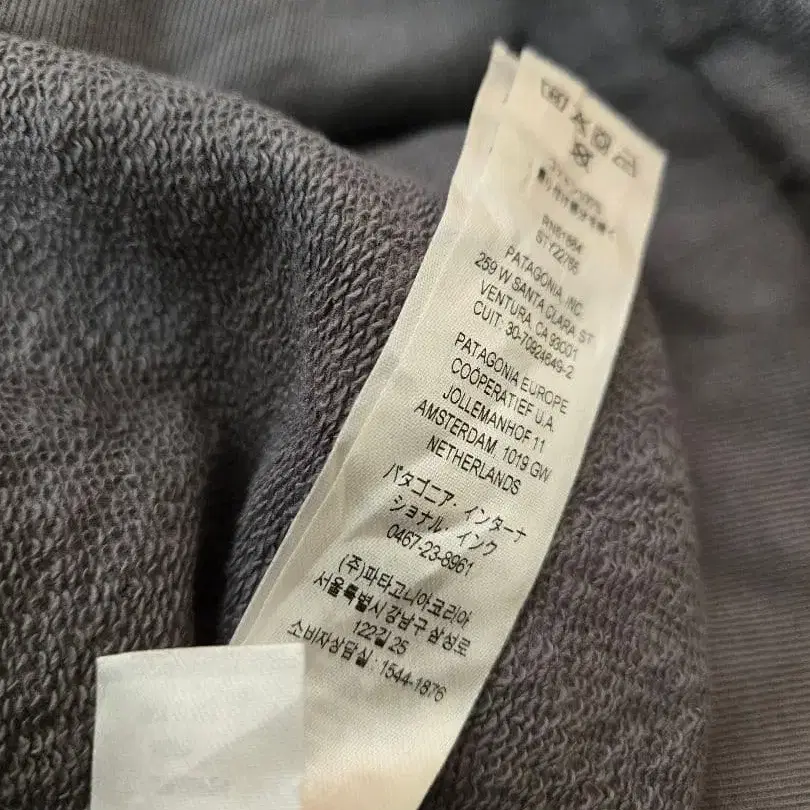 RN51884
PATAGONIA, INC.
259 W SANTA CLARA ST
VENTURA, CA 93001
CUIT: 30-70924849-2
PATAGONIA EUROPE
COÖPERATIEF U.A.
JOLLEMANHOF 11
AMSTERDAM, 1019 GW
NETHERLANDS
パタゴニア・インターナ
ショナル・インク
0467-23-8961
(주)파타고니아코리아
서울특별시 강남구 삼성로
122길 25
소비자상담실 : 1544-1876